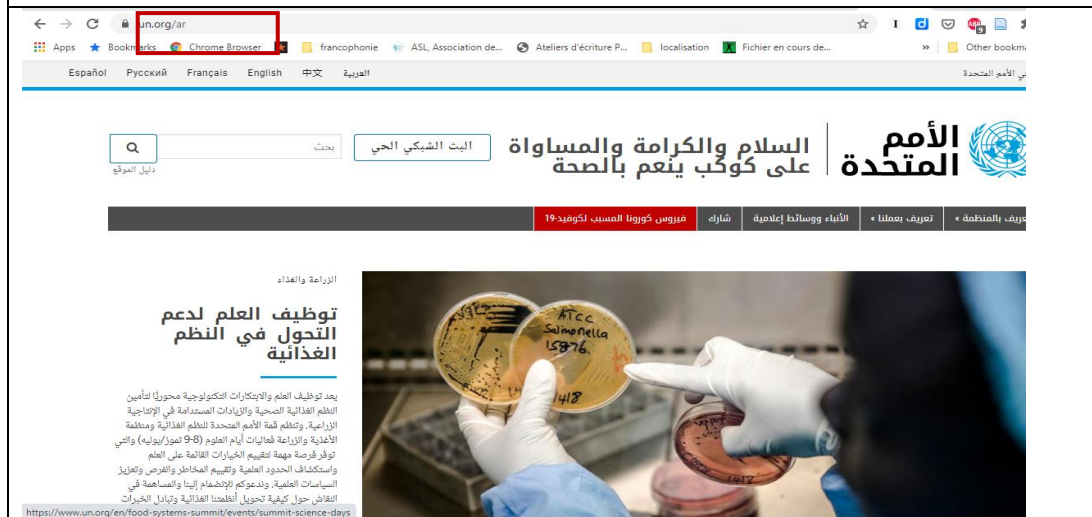 un.org/ar
Apps Bookmarks Chrome Browser francophonie ASL, Association de... Ateliers d'écriture P... localisation Fichier en cours de... » Other bookma
Español Русский Français English 中文 العربية
الأمم المتحدة
الأمم
المتحدة
السلام والكرامة والمساواة
على كوكب ينعم بالصحة
البث الشبكي الحي
بحث
دليل الموقع
عريف بالمنظمة » تعريف بعملنا » الأنباء ووسائط إعلامية شارك فيروس كورونا المسبب لكوفيد-19
الزراعة والغذاء
توظيف العلم لدعم
التحول في النظم
الغذائية
يعد توظيف العلم والابتكارات التكنولوجية محوريًا لتأمين
النظم الغذائية الصحية والزيادات المستدامة في الإنتاجية
الزراعية. وتنظم قمة الأمم المتحدة للنظم الغذائية ومنظمة
الأغذية والزراعة فعاليات أيام العلوم (8-9 تموز/يوليه) والتي
توفر فرصة مهمة لتقييم الخيارات القائمة على العلم
واستكشاف الحدود العلمية وتقييم المخاطر والفرص وتعزيز
السياسات العلمية. وندعوكم للإنضمام إلينا والمساهمة في
النقاش حول كيفية تحويل أنظمتنا الغذائية وتبادل الخبرات
ATCC
Salmonella
15876
1418
1417
https://www.un.org/en/food-systems-summit/events/summit-science-days